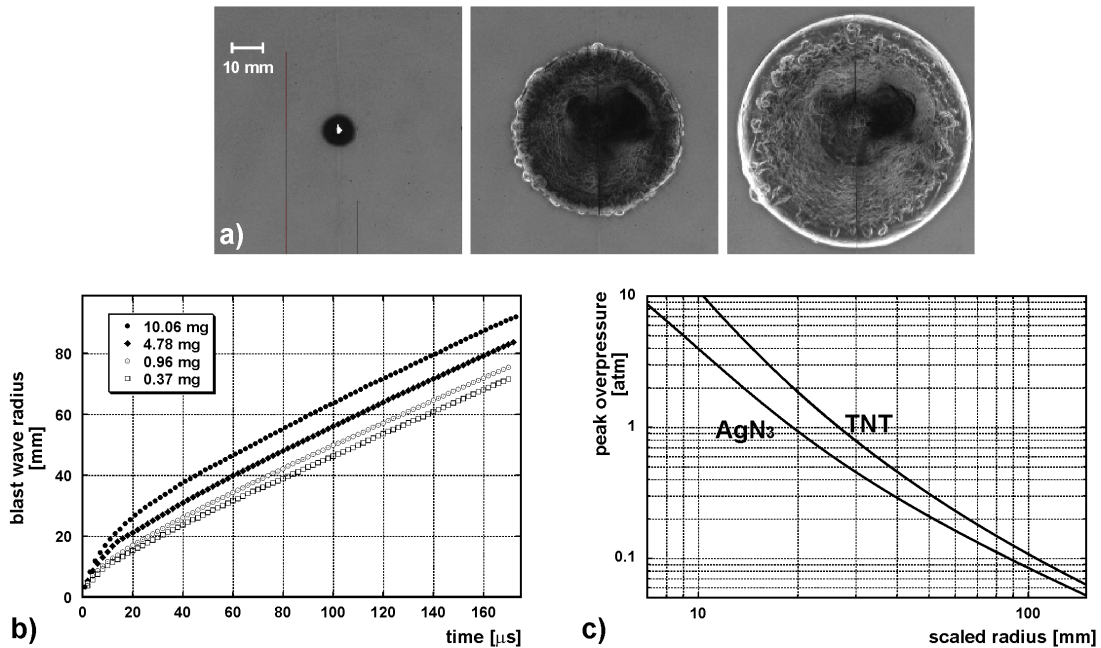 10 mm
a)
10.06 mg
4.78 mg
0.96 mg
0.37 mg
80
60
40
20
0
0 20 40 60 80 100 120 140 160
blast wave radius
[mm]
time [μs]
b)
10
1
0.1
peak overpressure
[atm]
AgN₃
TNT
10 100
scaled radius [mm]
c)